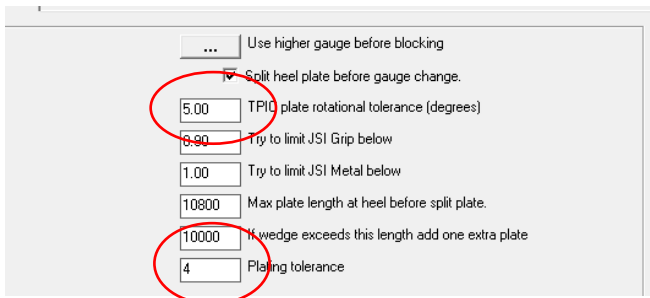 ... Use higher gauge before blocking
Split heel plate before gauge change.
5.00 TPIC plate rotational tolerance (degrees)
0.90 Try to limit JSI Grip below
1.00 Try to limit JSI Metal below
10800 Max plate length at heel before split plate.
10000 If wedge exceeds this length add one extra plate
4 Plating tolerance